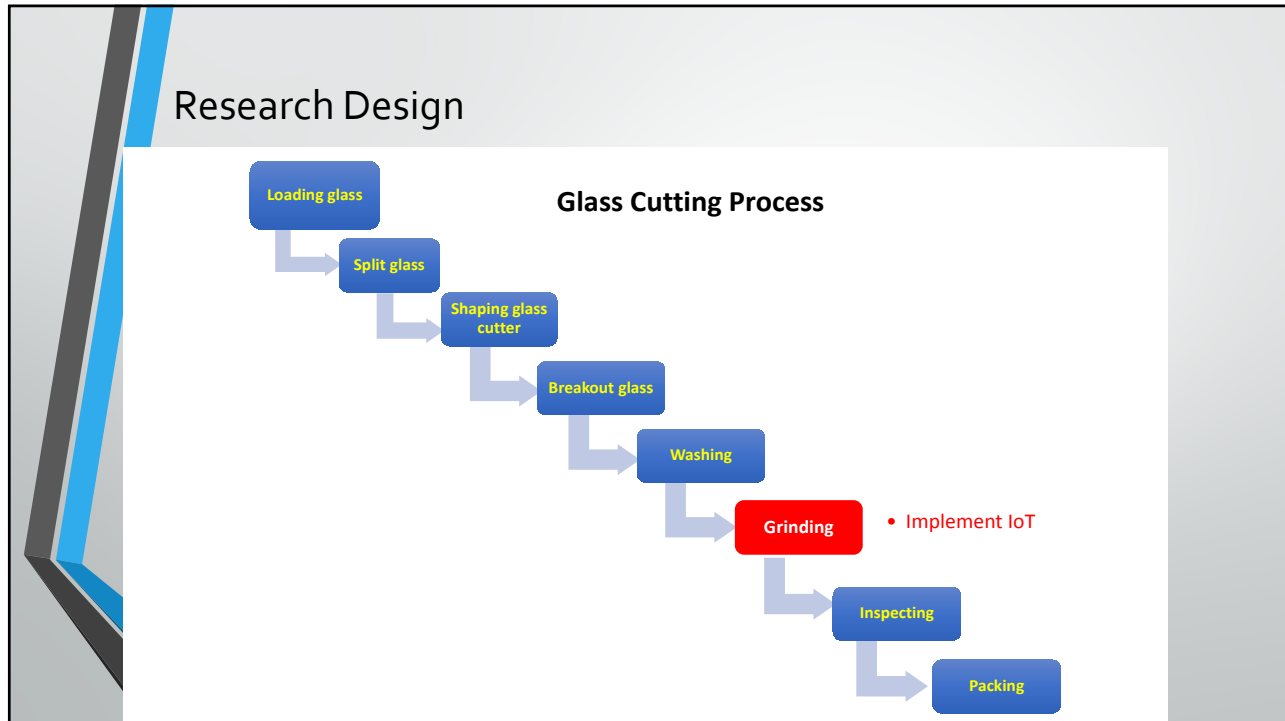 Research Design
Glass Cutting Process
Loading glass
Split glass
Shaping glass
cutter
Breakout glass
Washing
Grinding
• Implement IoT
Inspecting
Packing